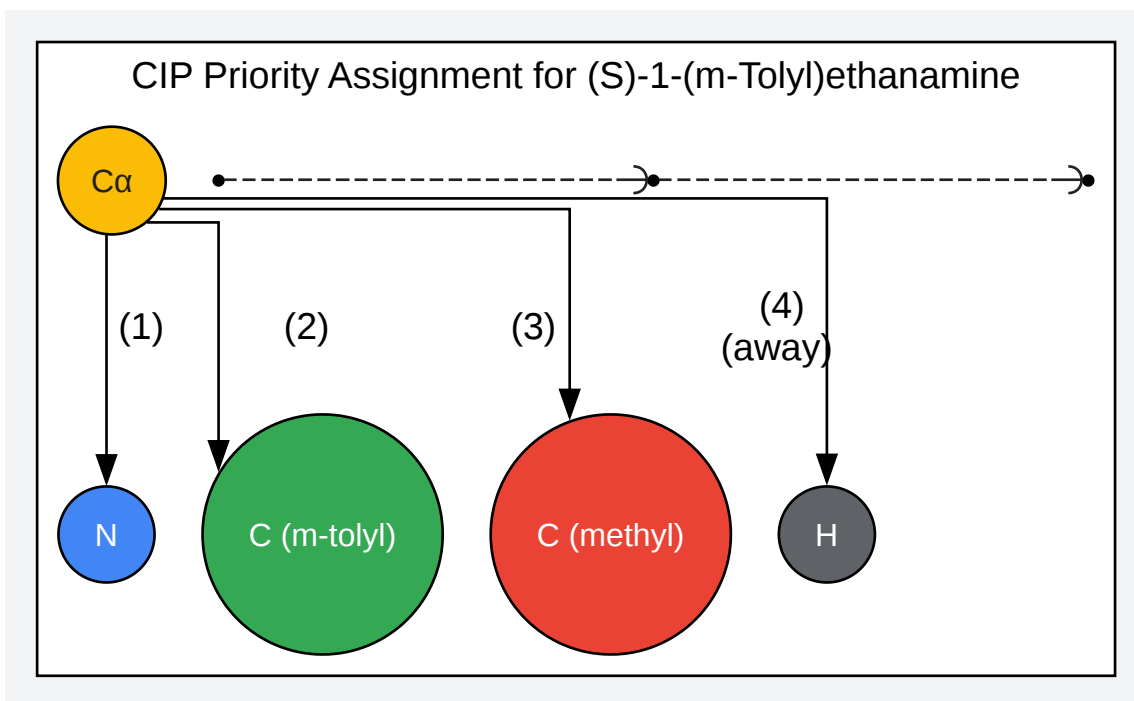 CIP Priority Assignment for (S)-1-(m-Tolyl)ethanamine
Cα
(1)
(2)
(3)
(4)
(away)
N
C (m-tolyl)
C (methyl)
H